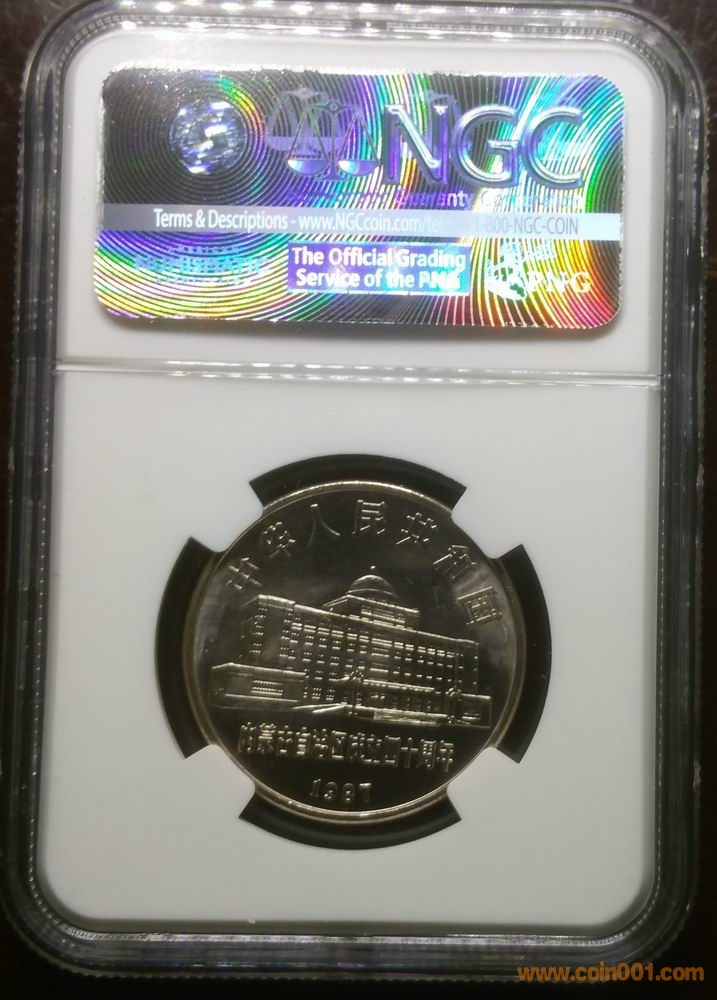 NGC
Terms & Descriptions - www.NGCcoin.com/ter 1-800-NGC-COIN
The Official Grading
Service of the PNG
PNG
中华人民共和国
内蒙古自治区成立四十周年
1987
www.coin001.com